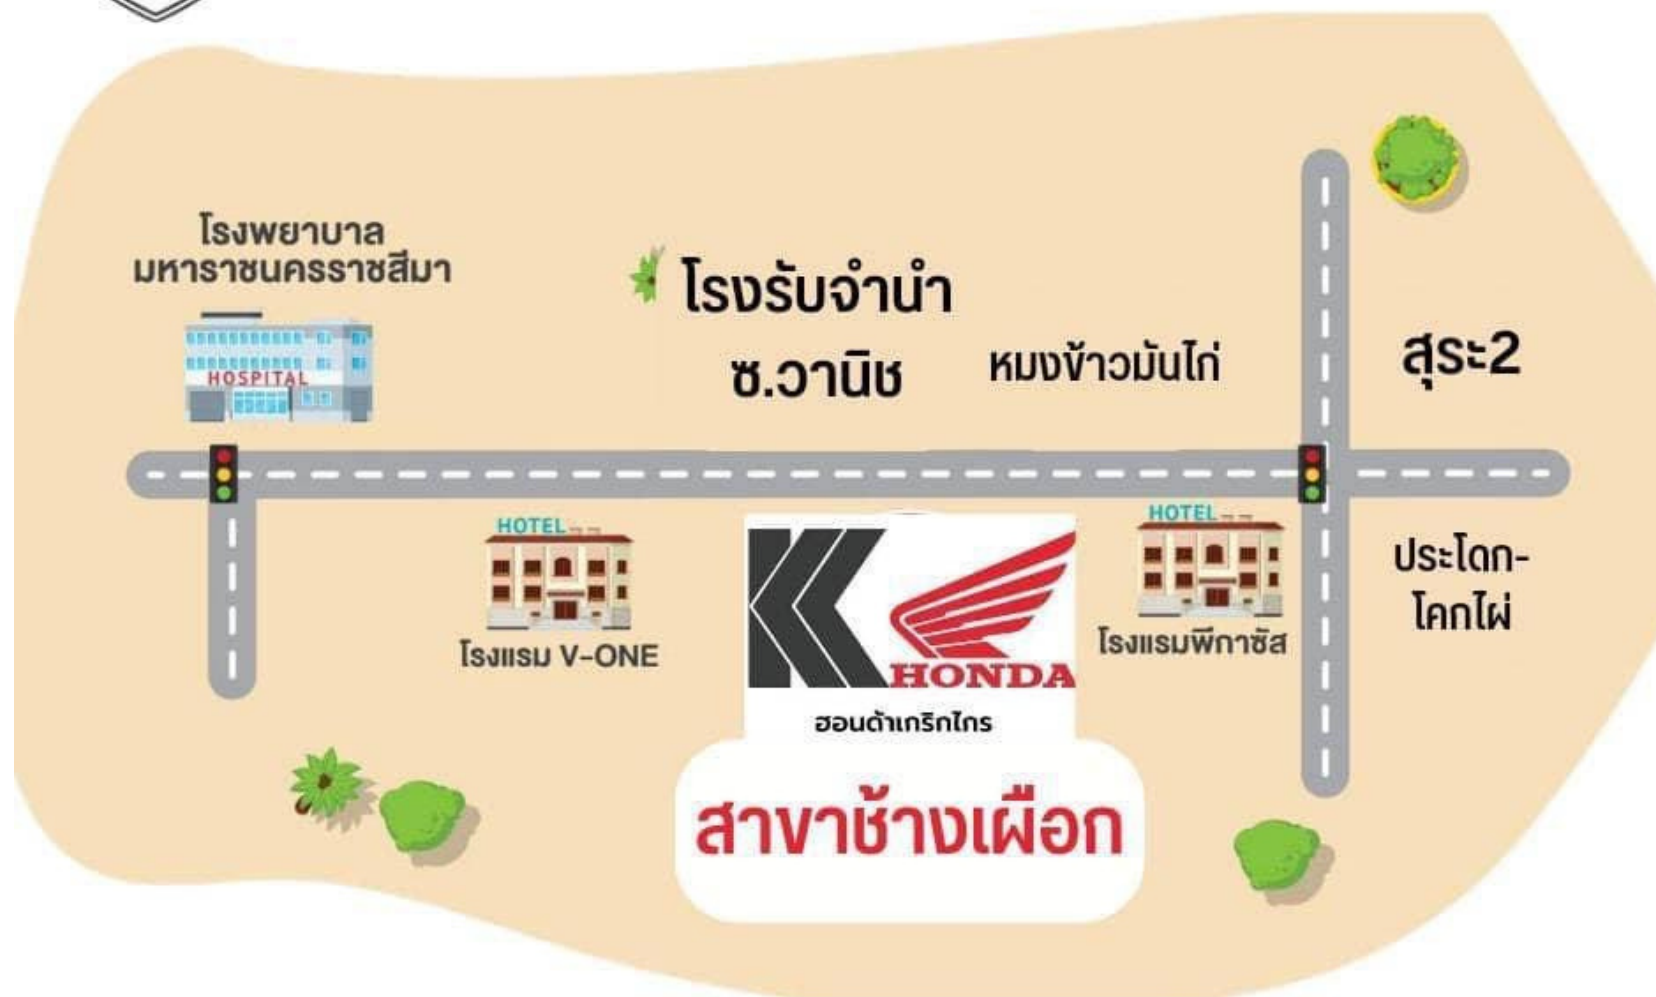 โรงพยาบาล
มหาราชนครราชสีมา
HOSPITAL
โรงรับจำนำ
ซ.วานิช
หมงข้าวมันไก่
สุระ2
HOTEL
โรงแรม V-ONE
HONDA
ฮอนด้าเกริกไกร
สาขาช้างเผือก
HOTEL
โรงแรมพีกาซัส
ประโดก-
โคกไผ่